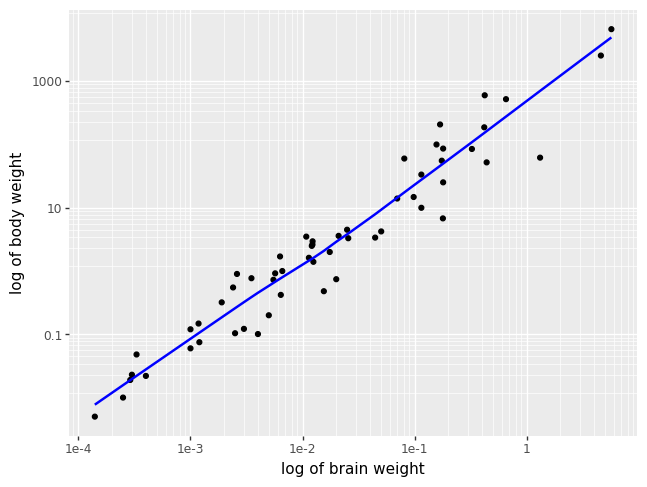 log of body weight
1000
10
0.1
1e-4 1e-3 1e-2 1e-1 1
log of brain weight